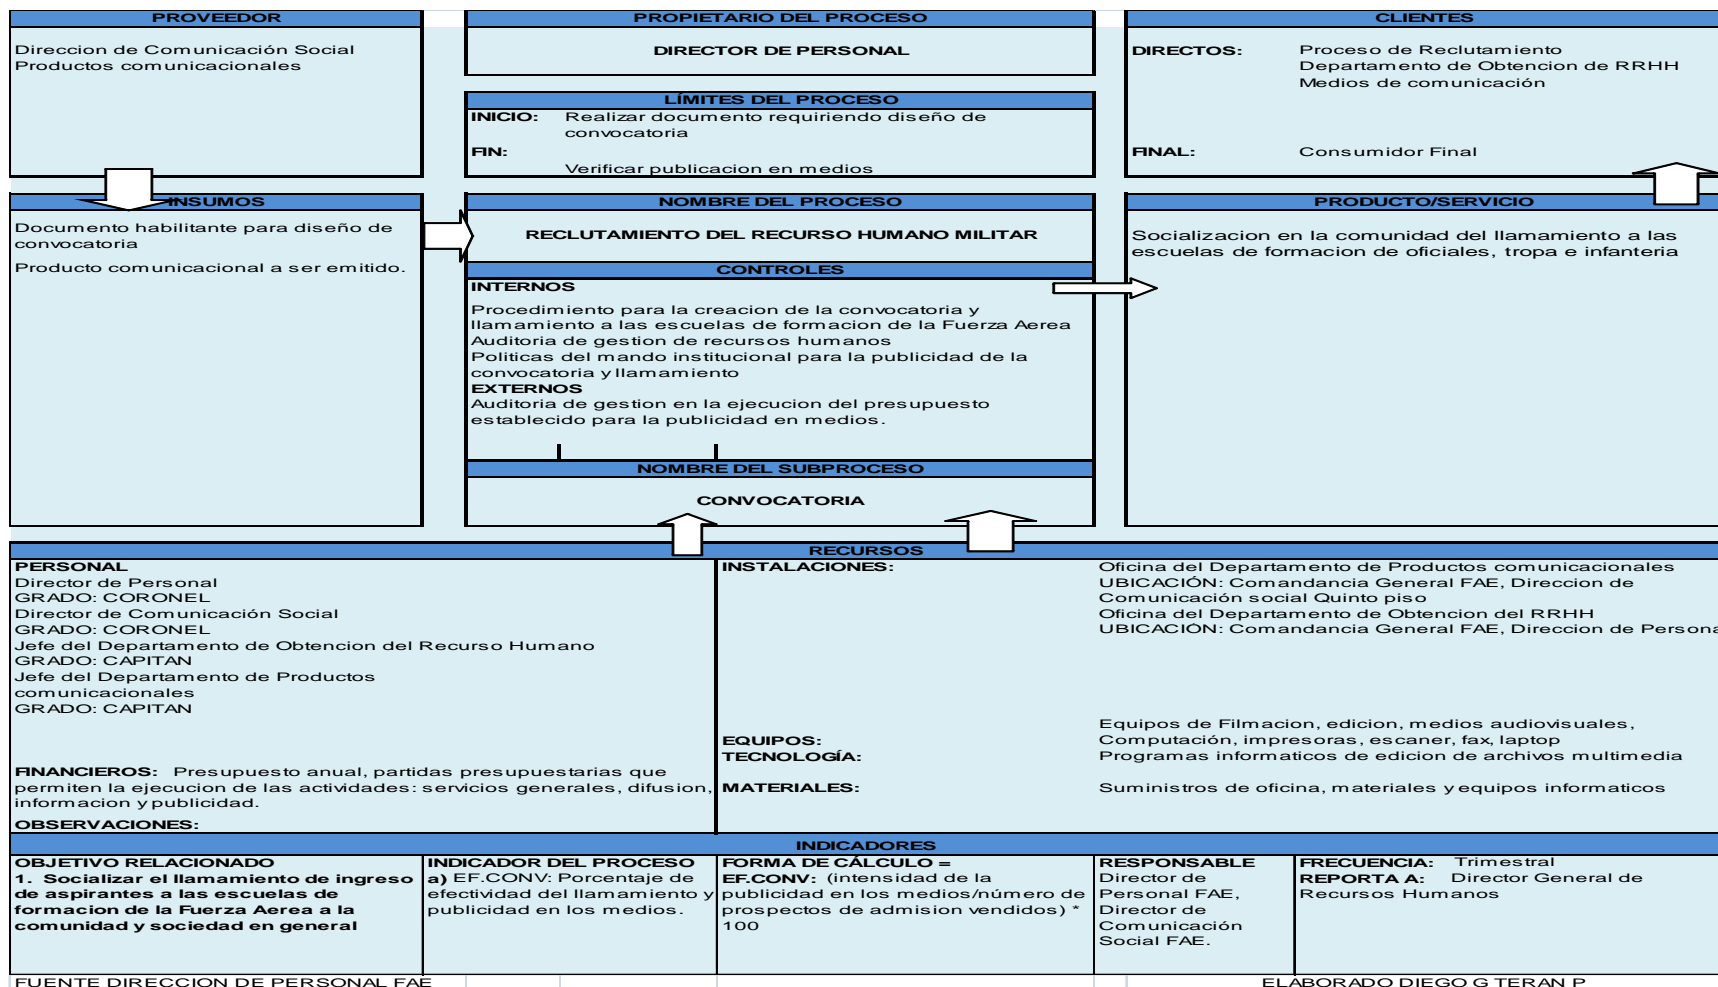 PROVEEDOR
Direccion de Comunicación Social
Productos comunicacionales
PROPIETARIO DEL PROCESO
DIRECTOR DE PERSONAL
LÍMITES DEL PROCESO
INICIO: Realizar documento requiriendo diseño de
convocatoria
FIN:
Verificar publicacion en medios
CLIENTES
DIRECTOS: Proceso de Reclutamiento
Departamento de Obtencion de RRHH
Medios de comunicación
FINAL: Consumidor Final
INSUMOS
Documento habilitante para diseño de
convocatoria
Producto comunicacional a ser emitido.
NOMBRE DEL PROCESO
RECLUTAMIENTO DEL RECURSO HUMANO MILITAR
CONTROLES
INTERNOS
Procedimiento para la creacion de la convocatoria y
llamamiento a las escuelas de formacion de la Fuerza Aerea
Auditoria de gestion de recursos humanos
Politicas del mando institucional para la publicidad de la
convocatoria y llamamiento
EXTERNOS
Auditoria de gestion en la ejecucion del presupuesto
establecido para la publicidad en medios.
NOMBRE DEL SUBPROCESO
CONVOCATORIA
PRODUCTO/SERVICIO
Socializacion en la comunidad del llamamiento a las
escuelas de formacion de oficiales, tropa e infanteria
RECURSOS
PERSONAL
Director de Personal
GRADO: CORONEL
Director de Comunicación Social
GRADO: CORONEL
Jefe del Departamento de Obtencion del Recurso Humano
GRADO: CAPITAN
Jefe del Departamento de Productos
comunicacionales
GRADO: CAPITAN
FINANCIEROS: Presupuesto anual, partidas presupuestarias que
permiten la ejecucion de las actividades: servicios generales, difusion,
informacion y publicidad.
OBSERVACIONES:
INSTALACIONES: Oficina del Departamento de Productos comunicacionales
UBICACIÓN: Comandancia General FAE, Direccion de
Comunicación social Quinto piso
Oficina del Departamento de Obtencion del RRHH
UBICACIÓN: Comandancia General FAE, Direccion de Persona
Equipos de Filmacion, edicion, medios audiovisuales,
EQUIPOS: Computación, impresoras, escaner, fax, laptop
TECNOLOGÍA: Programas informaticos de edicion de archivos multimedia
MATERIALES: Suministros de oficina, materiales y equipos informaticos
INDICADORES
OBJETIVO RELACIONADO
1. Socializar el llamamiento de ingreso
de aspirantes a las escuelas de
formacion de la Fuerza Aerea a la
comunidad y sociedad en general
INDICADOR DEL PROCESO
a) EF.CONV: Porcentaje de
efectividad del llamamiento y
publicidad en los medios.
FORMA DE CÁLCULO =
EF.CONV: (intensidad de la
publicidad en los medios/número de
prospectos de admision vendidos) *
100
RESPONSABLE
Director de
Personal FAE,
Director de
Comunicación
Social FAE.
FRECUENCIA: Trimestral
REPORTA A: Director General de
Recursos Humanos
FUENTE DIRECCION DE PERSONAL FAE
ELABORADO DIEGO G TERAN P